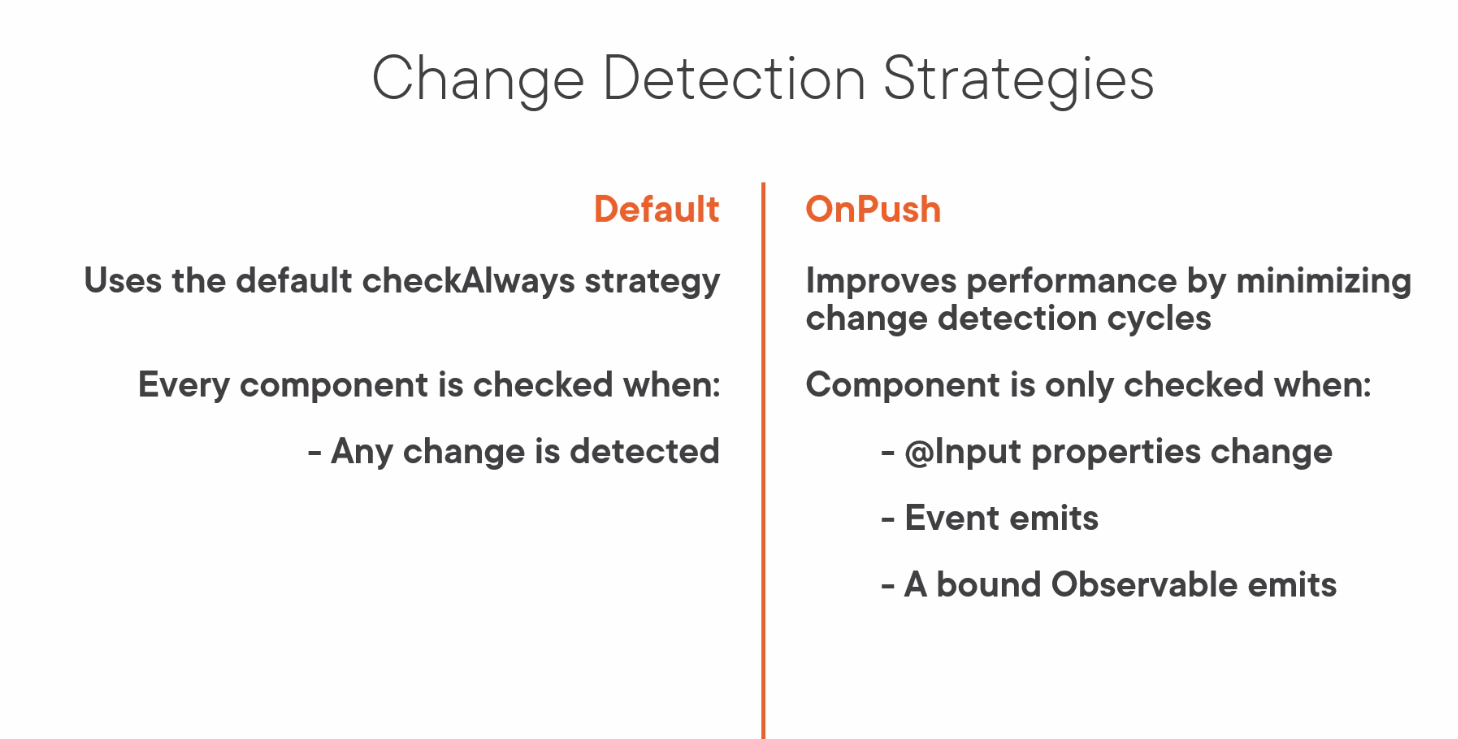 Change Detection Strategies
Default
Uses the default checkAlways strategy
Every component is checked when:
- Any change is detected
OnPush
Improves performance by minimizing
change detection cycles
Component is only checked when:
- @Input properties change
- Event emits
- A bound Observable emits